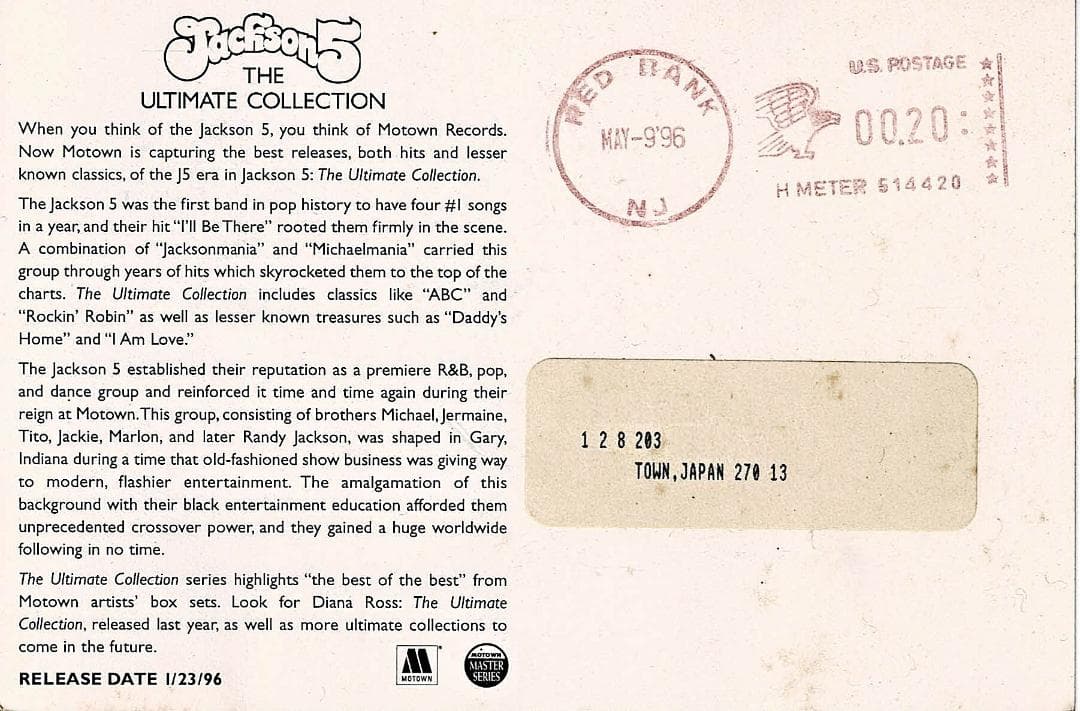 Jackson 5
THE
ULTIMATE COLLECTION
When you think of the Jackson 5, you think of Motown Records.
Now Motown is capturing the best releases, both hits and lesser
known classics, of the J5 era in Jackson 5: The Ultimate Collection.
The Jackson 5 was the first band in pop history to have four #1 songs
in a year, and their hit “I'll Be There” rooted them firmly in the scene.
A combination of “Jacksonmania” and “Michaelmania” carried this
group through years of hits which skyrocketed them to the top of the
charts. The Ultimate Collection includes classics like “ABC” and
“Rockin’ Robin” as well as lesser known treasures such as “Daddy’s
Home” and “I Am Love.”
The Jackson 5 established their reputation as a premiere R&B, pop,
and dance group and reinforced it time and time again during their
reign at Motown. This group, consisting of brothers Michael, Jermaine,
Tito, Jackie, Marlon, and later Randy Jackson, was shaped in Gary,
Indiana during a time that old-fashioned show business was giving way
to modern, flashier entertainment. The amalgamation of this
background with their black entertainment education afforded them
unprecedented crossover power, and they gained a huge worldwide
following in no time.
The Ultimate Collection series highlights “the best of the best” from
Motown artists’ box sets. Look for Diana Ross: The Ultimate
Collection, released last year, as well as more ultimate collections to
come in the future.
RELEASE DATE 1/23/96
M
MOTOWN
MOTOWN
MASTER
SERIES
RED BANK
MAY-9'96
NJ
U.S. POSTAGE
00.20
H METER 514420
1 2 8 203
TOWN, JAPAN 270 13